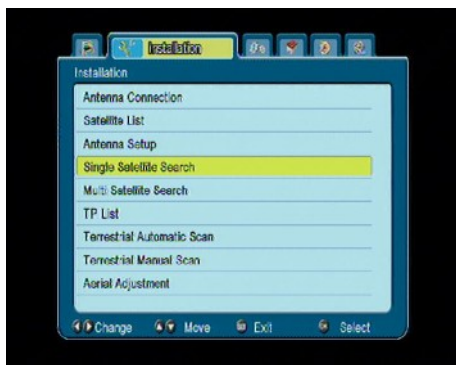 Installation
Installation
Antenna Connection
Satellite List
Antenna Setup
Single Satellite Search
Multi Satellite Search
TP List
Terrestrial Automatic Scan
Terrestrial Manual Scan
Aerial Adjustment
Change Move Exit Select